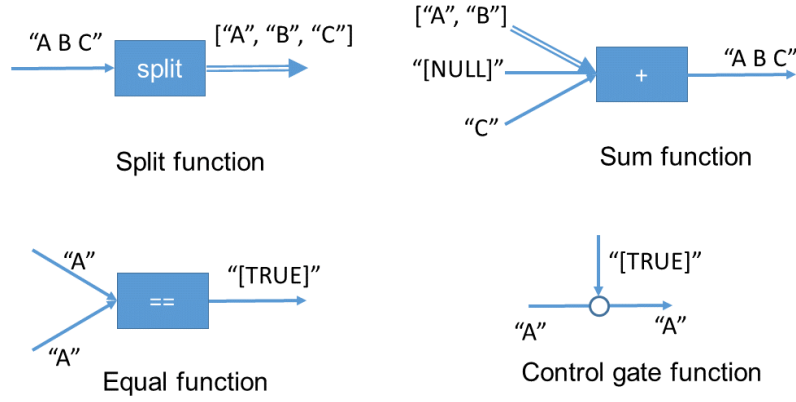 “A B C”
split
[“A”, “B”, “C”]
Split function
[“A”, “B”]
“[NULL]”
“C”
+
“A B C”
Sum function
“A”
“A”
==
“[TRUE]”
Equal function
“[TRUE]”
“A”
“A”
Control gate function